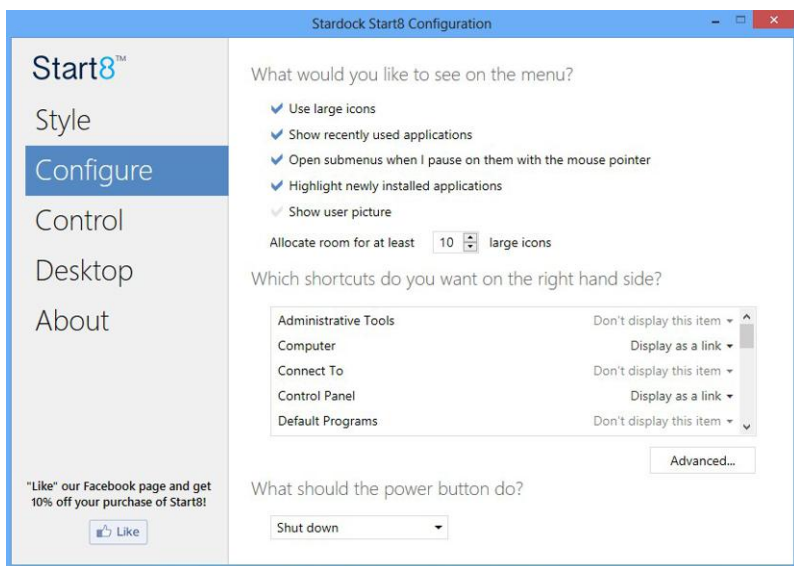 Stardock Start8 Configuration
Start8™
Style
Configure
Control
Desktop
About
"Like" our Facebook page and get
10% off your purchase of Start8!
Like
What would you like to see on the menu?
Use large icons
Show recently used applications
Open submenus when I pause on them with the mouse pointer
Highlight newly installed applications
Show user picture
Allocate room for at least 10 large icons
Which shortcuts do you want on the right hand side?
Administrative Tools Don't display this item
Computer Display as a link
Connect To Don't display this item
Control Panel Display as a link
Default Programs Don't display this item
Advanced...
What should the power button do?
Shut down